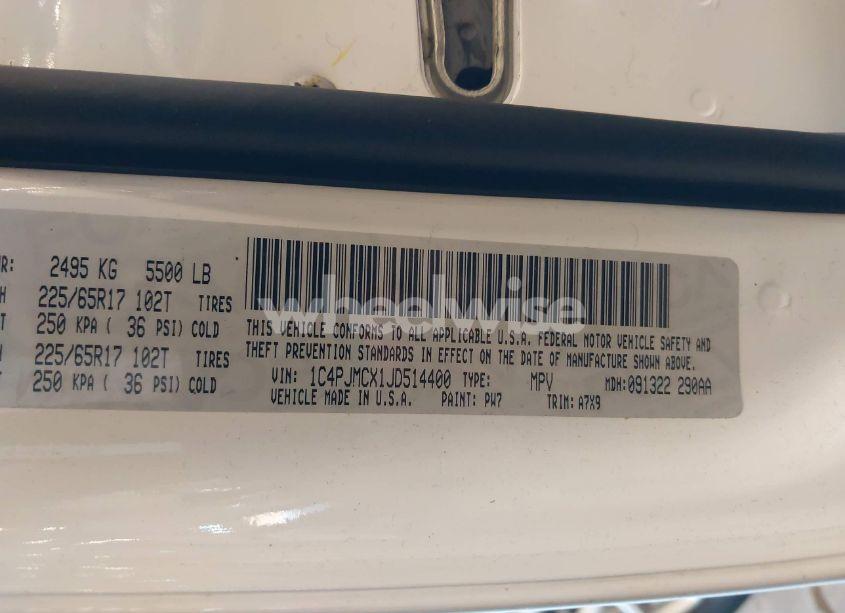 R: 2495 KG 5500 LB
H 225/65R17 102T TIRES
T 250 KPA ( 36 PSI) COLD
H 225/65R17 102T TIRES
T 250 KPA ( 36 PSI) COLD
wheelwise
THIS VEHICLE CONFORMS TO ALL APPLICABLE U.S.A. FEDERAL MOTOR VEHICLE SAFETY AND
THEFT PREVENTION STANDARDS IN EFFECT ON THE DATE OF MANUFACTURE SHOWN ABOVE.
VIN: 1C4PJMCX1JD514400 TYPE: MPV MDH:091322 290AA
VEHICLE MADE IN U.S.A. PAINT: PW7 TRIM: A7X9